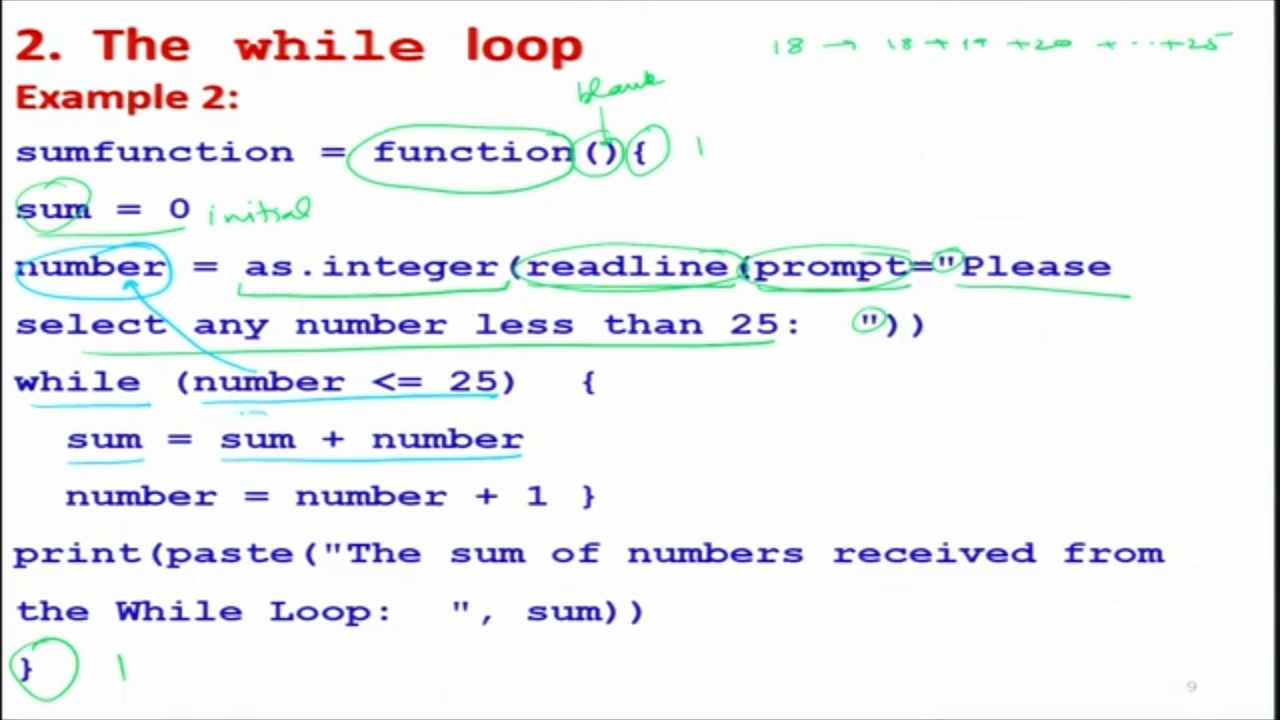 2. The while loop
18 → 18 + 19 + 20 + ... + 25
Example 2:
blank
sumfunction = function(){ 1
sum = 0 initial
number = as.integer(readline(prompt="Please
select any number less than 25:  "))
while (number <= 25)  {
sum = sum + number
number = number + 1 }
print(paste("The sum of numbers received from
the While Loop:  ", sum))
} 1
9